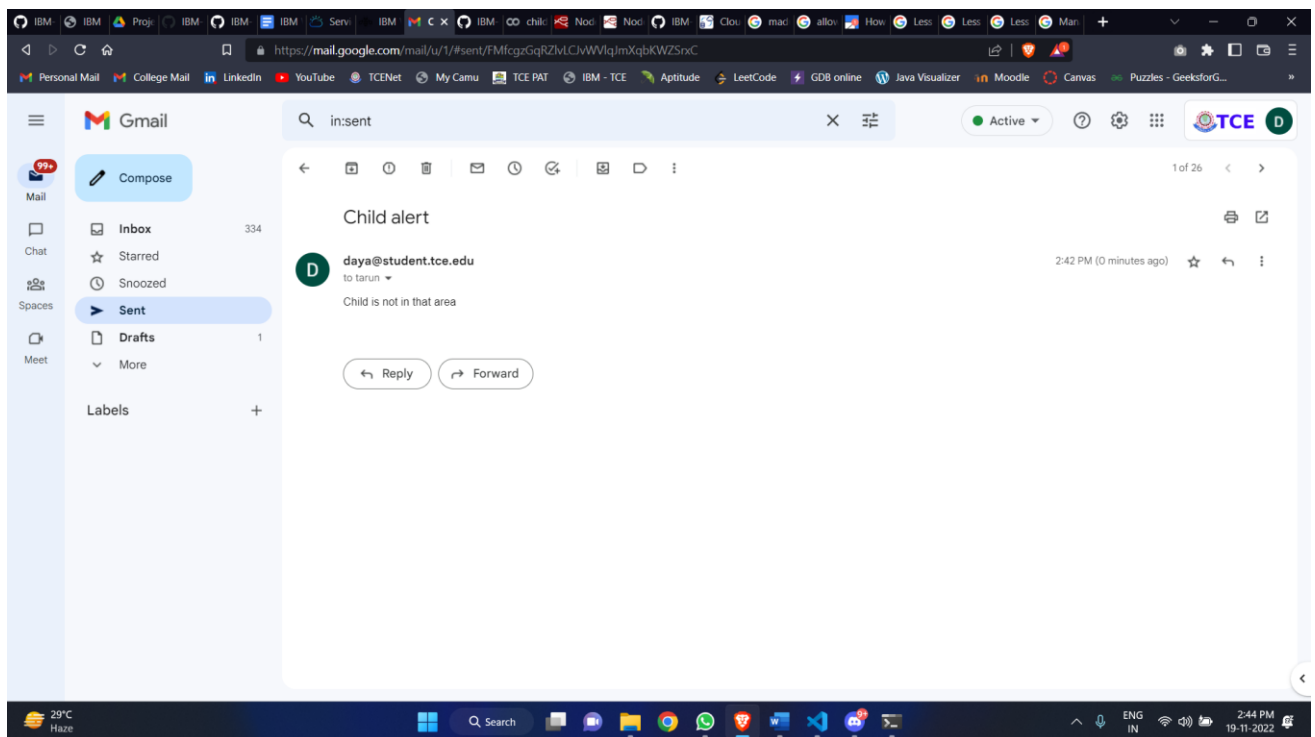 IBM- IBM Proje IBM- IBM- IBM Servi IBM M C IBM- child Nod Nod IBM- Clou mad allov How Less Less Less Man
https://mail.google.com/mail/u/1/#sent/FMfcgzGqRZlvLCJvWVlqJmXqbKWZSrxC
Personal Mail College Mail LinkedIn YouTube TCENet My Camu TCE PAT IBM - TCE Aptitude LeetCode GDB online Java Visualizer Moodle Canvas Puzzles - GeeksforG... »
Gmail
in:sent
Active
TCE D
99+
Mail
Chat
Spaces
Meet
Compose
Inbox 334
Starred
Snoozed
Sent
Drafts 1
More
Labels
1 of 26
Child alert
D
daya@student.tce.edu
2:42 PM (0 minutes ago)
to tarun
Child is not in that area
Reply
Forward
29°C
Haze
Search
ENG
IN
2:44 PM
19-11-2022